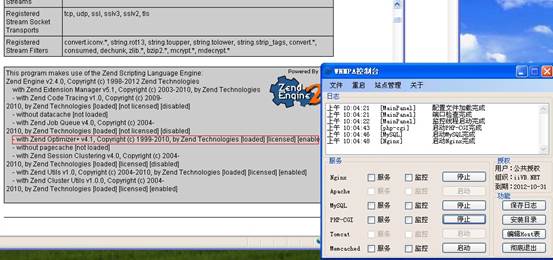 Streams
Registered Stream Socket Transports
tcp, udp, ssl, sslv3, sslv2, tls
Registered Stream Filters
convert.iconv.*, string.rot13, string.toupper, string.tolower, string.strip_tags, convert.*,
consumed, dechunk, zlib.*, bzip2.*, mcrypt.*, mdecrypt.*
This program makes use of the Zend Scripting Language Engine:
Zend Engine v2.4.0, Copyright (c) 1998-2012 Zend Technologies
with Zend Extension Manager v5.1, Copyright (c) 2003-2010, by Zend Technologies
- with Zend Code Tracing v1.0, Copyright (c) 2009-
2010, by Zend Technologies [loaded] [not licensed] [disabled]
- without datacache [not loaded]
- with Zend Job Queue v4.0, Copyright (c) 2004-
2010, by Zend Technologies [loaded] [not licensed] [disabled]
- with Zend Optimizer+ v4.1, Copyright (c) 1999-2010, by Zend Technologies [loaded] [licensed] [enable
- without pagecache [not loaded]
- with Zend Session Clustering v4.0, Copyright (c) 2004-
2010, by Zend Technologies [loaded] [not licensed] [disabled]
- with Zend Utils v1.0, Copyright (c) 2004-2010, by Zend Technologies [loaded] [licensed] [enabled]
- with Zend Cluster Utils v1.0.0, Copyright (c) 2004-
2010, by Zend Technologies [loaded] [licensed] [enabled]
Powered By
Zend
Engine 2
WNMPA控制台
文件 重启 站点管理 关于
日志
上午 10:04:21 [MainPanel] 配置文件加载完成
上午 10:04:21 [MainPanel] 端口检查完成
上午 10:04:22 [MainPanel] 监控线程启动完成
上午 10:04:43 [php-cgi] 启动PHP-CGI完成
上午 10:04:46 [MySQL] 启动MySQL完成
上午 10:04:48 [Nginx] 启动Nginx完成
服务
Nginx 服务 监控 停止
Apache 服务 监控 启动
MySQL 服务 监控 停止
PHP-CGI 服务 监控 停止
Tomcat 服务 监控 启动
Memcached 服务 监控 启动
授权
用户：公共授权
组织：iiVB.NET
到期：2012-10-31
功能
保存日志
安装目录
编辑Host表
彻底退出